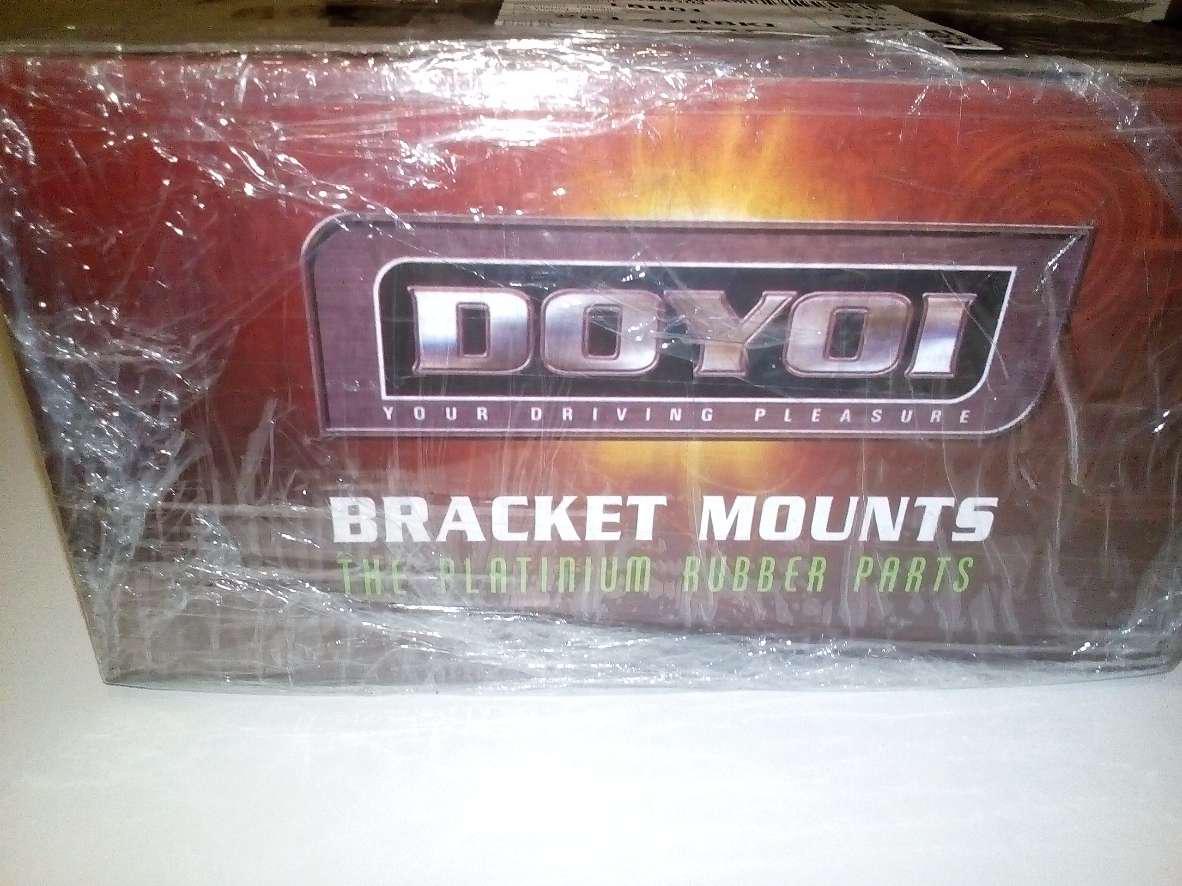 DOYOI
YOUR DRIVING PLEASURE
BRACKET MOUNTS
THE PLATINIUM RUBBER PARTS